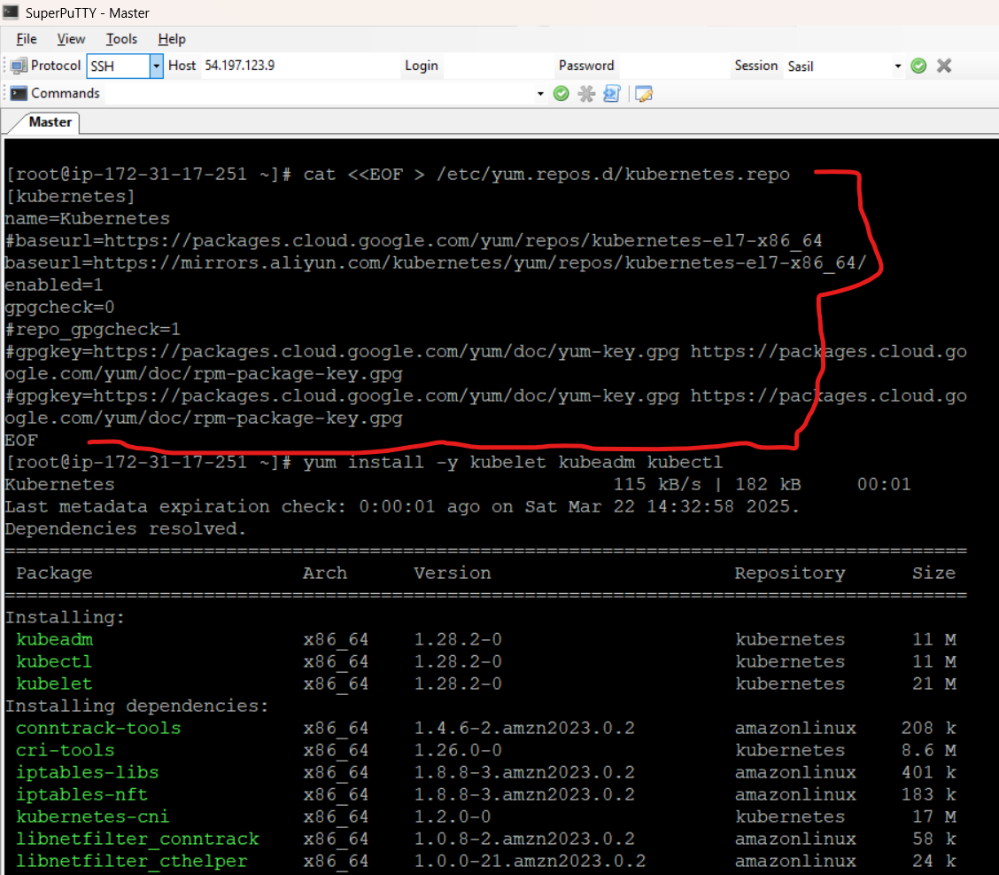 SuperPuTTY - Master
File View Tools Help
Protocol SSH Host 54.197.123.9 Login Password Session Sasil
Commands
Master
[root@ip-172-31-17-251 ~]# cat <<EOF > /etc/yum.repos.d/kubernetes.repo
[kubernetes]
name=Kubernetes
#baseurl=https://packages.cloud.google.com/yum/repos/kubernetes-el7-x86_64
baseurl=https://mirrors.aliyun.com/kubernetes/yum/repos/kubernetes-el7-x86_64/
enabled=1
gpgcheck=0
#repo_gpgcheck=1
#gpgkey=https://packages.cloud.google.com/yum/doc/yum-key.gpg https://packages.cloud.go
ogle.com/yum/doc/rpm-package-key.gpg
#gpgkey=https://packages.cloud.google.com/yum/doc/yum-key.gpg https://packages.cloud.go
ogle.com/yum/doc/rpm-package-key.gpg
EOF
[root@ip-172-31-17-251 ~]# yum install -y kubelet kubeadm kubectl
Kubernetes 115 kB/s | 182 kB 00:01
Last metadata expiration check: 0:00:01 ago on Sat Mar 22 14:32:58 2025.
Dependencies resolved.
========================================================================================
Package Arch Version Repository Size
========================================================================================
Installing:
kubeadm x86_64 1.28.2-0 kubernetes 11 M
kubectl x86_64 1.28.2-0 kubernetes 11 M
kubelet x86_64 1.28.2-0 kubernetes 21 M
Installing dependencies:
conntrack-tools x86_64 1.4.6-2.amzn2023.0.2 amazonlinux 208 k
cri-tools x86_64 1.26.0-0 kubernetes 8.6 M
iptables-libs x86_64 1.8.8-3.amzn2023.0.2 amazonlinux 401 k
iptables-nft x86_64 1.8.8-3.amzn2023.0.2 amazonlinux 183 k
kubernetes-cni x86_64 1.2.0-0 kubernetes 17 M
libnetfilter_conntrack x86_64 1.0.8-2.amzn2023.0.2 amazonlinux 58 k
libnetfilter_cthelper x86_64 1.0.0-21.amzn2023.0.2 amazonlinux 24 k